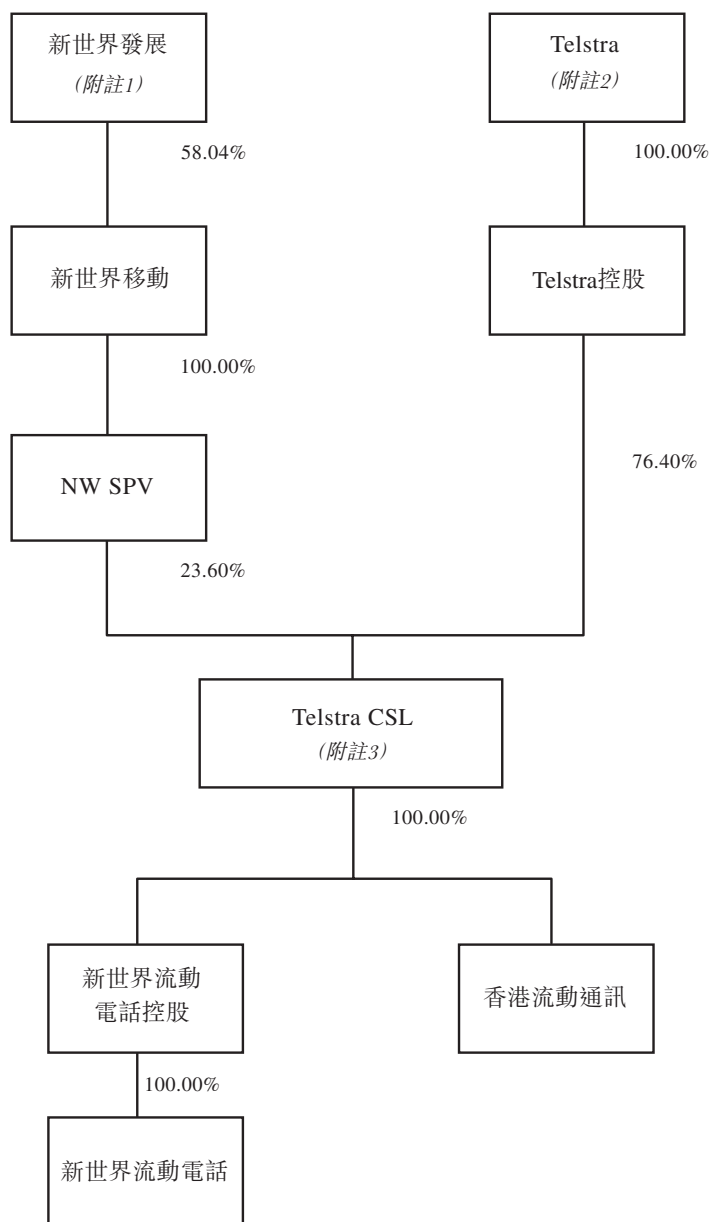 新世界發展
(附註1)
Telstra
(附註2)
58.04%
100.00%
新世界移動
Telstra控股
100.00%
NW SPV
76.40%
23.60%
Telstra CSL
(附註3)
100.00%
新世界流動
電話控股
香港流動通訊
100.00%
新世界流動電話